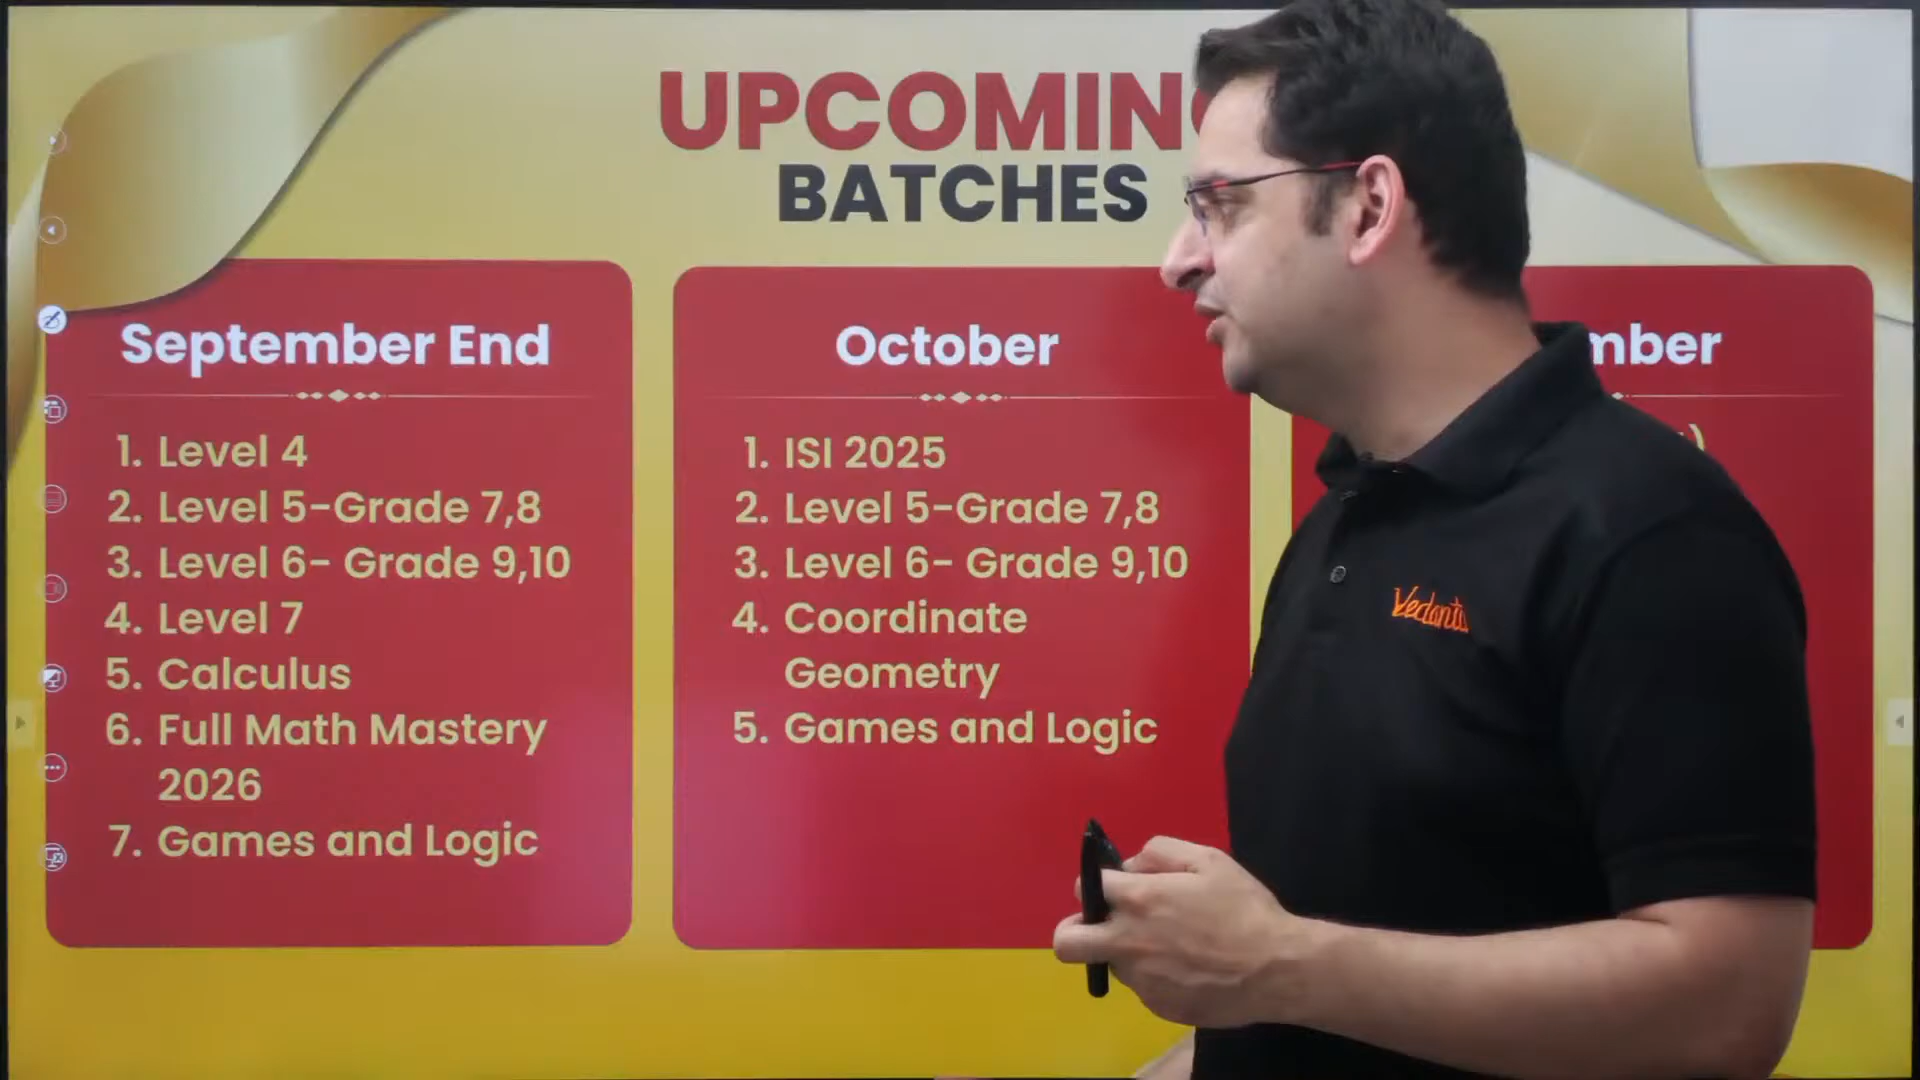 UPCOMING
BATCHES
September End
1. Level 4
2. Level 5-Grade 7,8
3. Level 6- Grade 9,10
4. Level 7
5. Calculus
6. Full Math Mastery
2026
7. Games and Logic
October
1. ISI 2025
2. Level 5-Grade 7,8
3. Level 6- Grade 9,10
4. Coordinate
Geometry
5. Games and Logic
mber
)
Vedantu